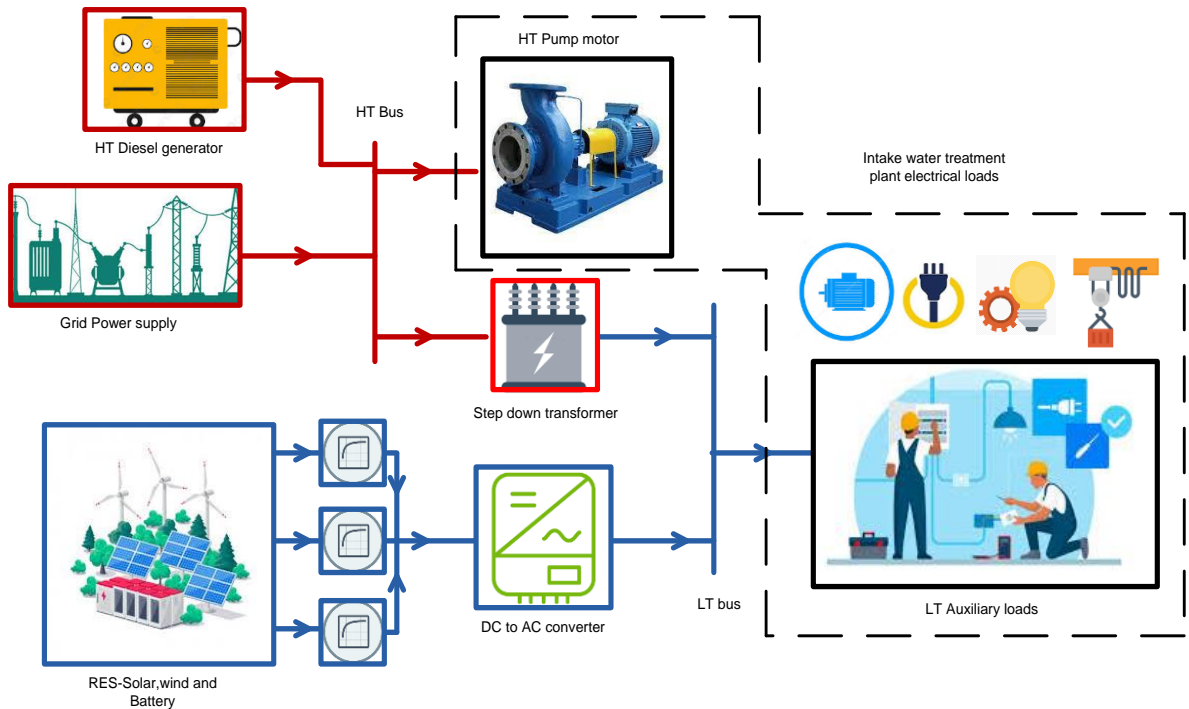 HT Pump motor
HT Bus
HT Diesel generator
Intake water treatment
plant electrical loads
Grid Power supply
Step down transformer
LT bus
LT Auxiliary loads
DC to AC converter
RES-Solar,wind and
Battery